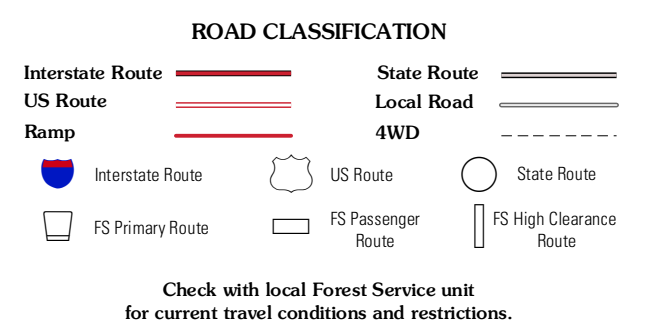 ROAD CLASSIFICATION
Interstate Route
State Route
US Route
Local Road
Ramp
4WD
Interstate Route
US Route
State Route
FS Primary Route
FS Passenger
Route
FS High Clearance
Route
Check with local Forest Service unit
for current travel conditions and restrictions.